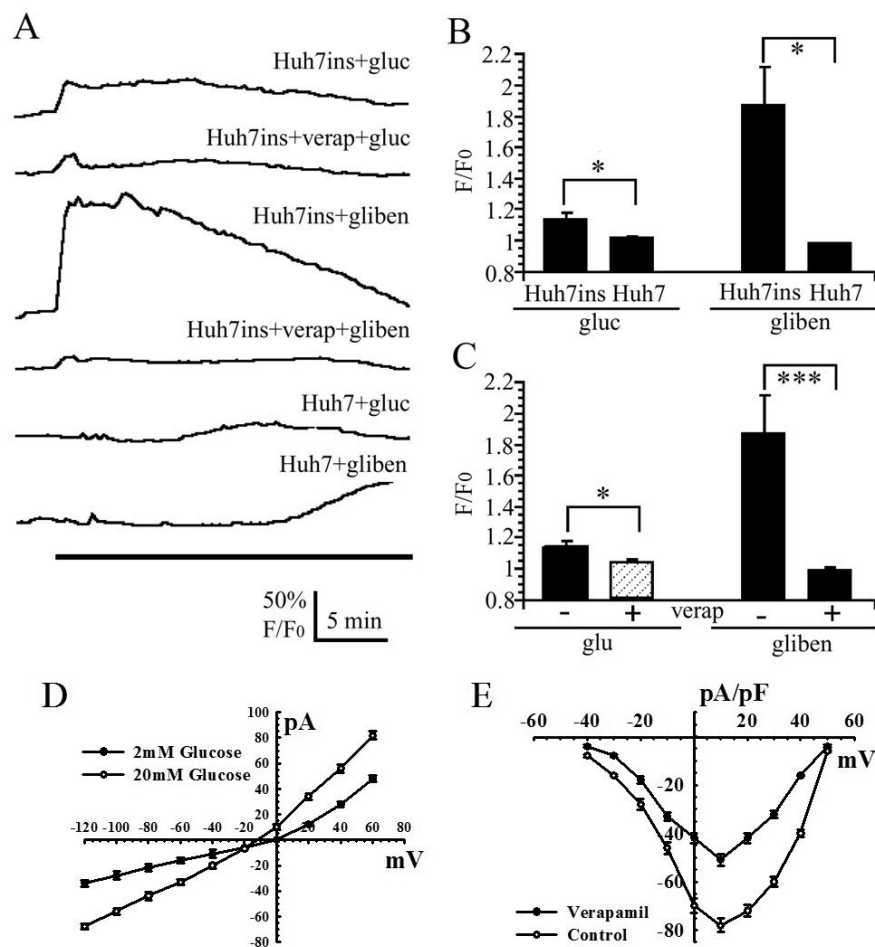 A
Huh7ins+gluc
Huh7ins+verap+gluc
Huh7ins+gliben
Huh7ins+verap+gliben
Huh7+gluc
Huh7+gliben
50%
F/F0
5 min
B
2.2
2
1.8
1.6
1.4
1.2
1
0.8
F/F0
*
*
Huh7ins Huh7
gluc
Huh7ins Huh7
gliben
C
2.2
2
1.8
1.6
1.4
1.2
1
0.8
F/F0
*
***
- + verap - +
glu
gliben
D
pA
100
80
60
40
20
0
-20
-40
-60
-80
2mM Glucose
20mM Glucose
-120 -100 -80 -60 -40 -20 0 20 40 60 80
mV
E
pA/pF
-60 -40 -20 20 40 60
mV
-20
-40
-60
-80
Verapamil
Control